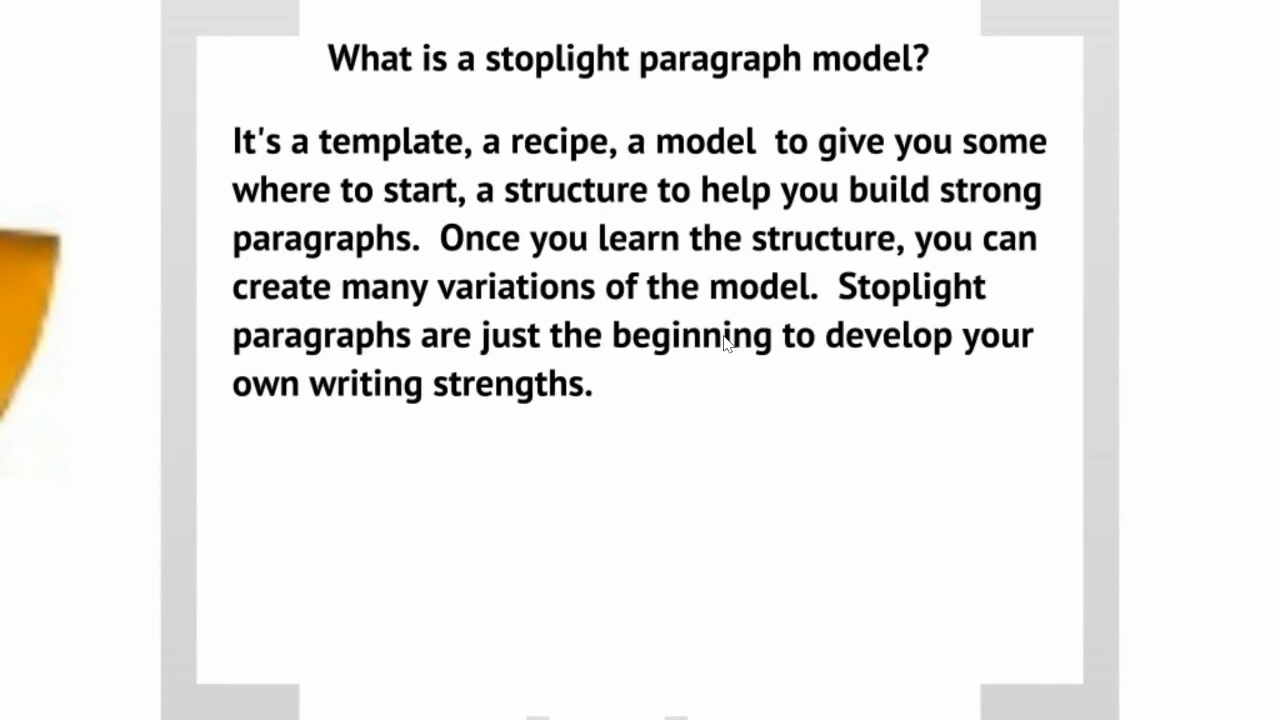 What is a stoplight paragraph model?
It's a template, a recipe, a model  to give you some
where to start, a structure to help you build strong
paragraphs.  Once you learn the structure, you can
create many variations of the model.  Stoplight
paragraphs are just the beginning to develop your
own writing strengths.